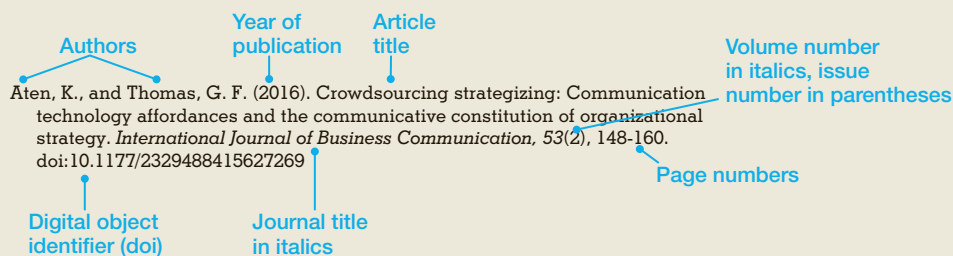 Year of
publication
Article
title
Authors
Volume number
in italics, issue
number in parentheses
Aten, K., and Thomas, G. F. (2016). Crowdsourcing strategizing: Communication
technology affordances and the communicative constitution of organizational
strategy. International Journal of Business Communication, 53(2), 148-160.
doi:10.1177/2329488415627269
Page numbers
Digital object
identifier (doi)
Journal title
in italics